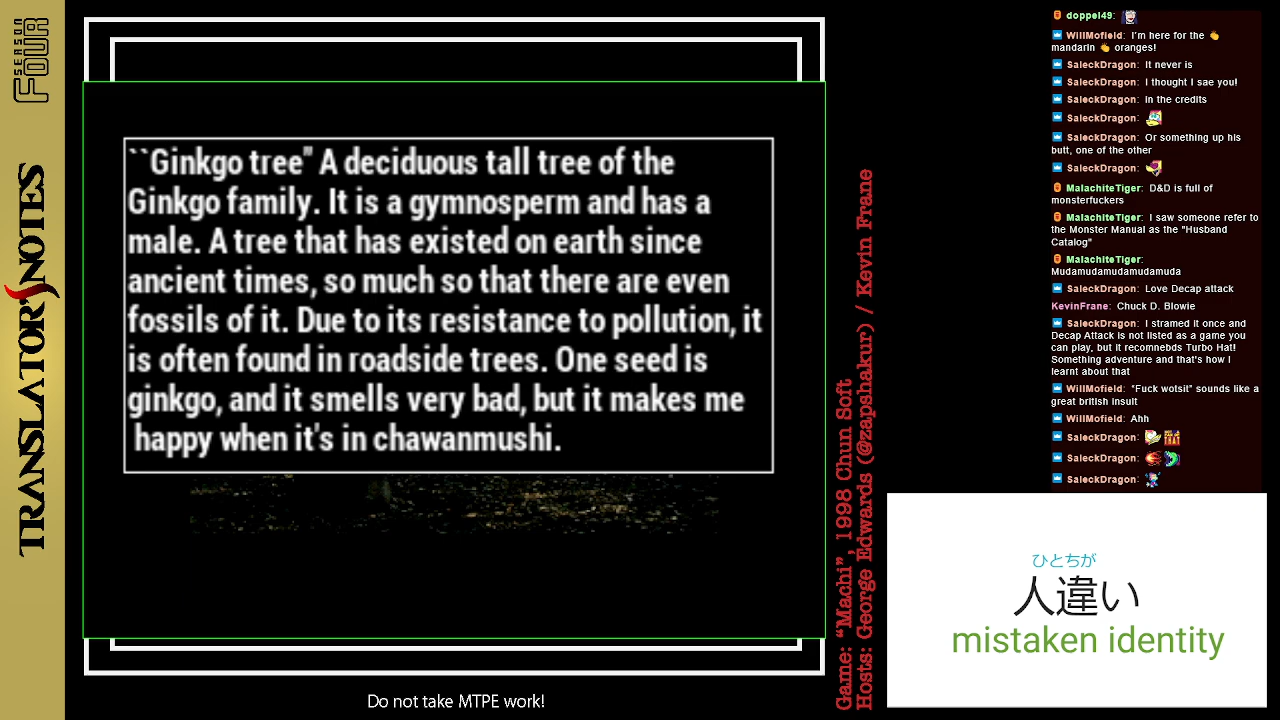 SEASON
FOUR
TRANSLATOR'S NOTES
``Ginkgo tree" A deciduous tall tree of the
Ginkgo family. It is a gymnosperm and has a
mate. A tree that has existed on earth since
ancient times, so much so that there are even
fossils of it. Due to its resistance to pollution, it
is often found in roadside trees. One seed is
ginkgo, and it smells very bad, but it makes me
happy when it's in chawanmushi.
Do not take MTPE work!
Game: "Machi", 1998 Chun Soft
Hosts: George Edwards (@zapshakur) / Kevin Frane
doppel49:
WillMofield: I'm here for the
mandarin 👏 oranges!
SaleckDragon: It never is
SaleckDragon: I thought I sae you!
SaleckDragon: In the credits
SaleckDragon:
SaleckDragon: Or something up his
butt, one of the other
SaleckDragon:
MalachiteTiger: D&D is full of
monsterfuckers
MalachiteTiger: I saw someone refer to
the Monster Manual as the "Husband
Catalog"
MalachiteTiger:
Mudamudamudamudamuda
SaleckDragon: Love Decap attack
KevinFrane: Chuck D. Blowie
SaleckDragon: I stramed it once and
Decap Attack is not listed as a game you
can play, but it recomnebds Turbo Ha!!
Something adventure and that's how I
learnt about that
WillMofield: "Fuck wotsit" sounds like a
great british insult
WillMofield: Ahh
SaleckDragon:
SaleckDragon:
SaleckDragon:
ひとちが
人違い
mistaken identity